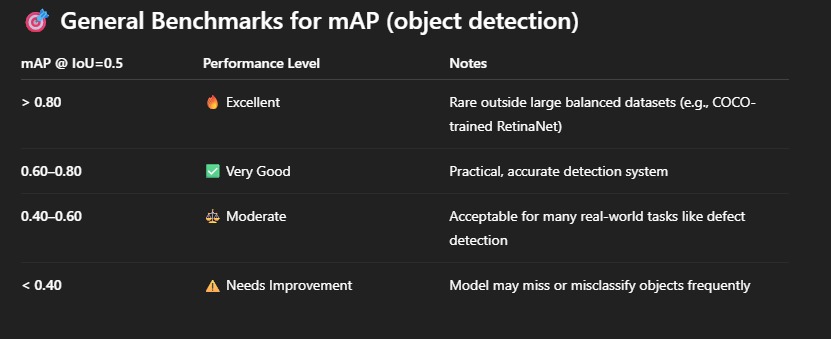 🎯 General Benchmarks for mAP (object detection)
mAP @ IoU=0.5 Performance Level Notes
> 0.80 🔥 Excellent Rare outside large balanced datasets (e.g., COCO-
trained RetinaNet)
0.60–0.80 ✅ Very Good Practical, accurate detection system
0.40–0.60 ⚖️ Moderate Acceptable for many real-world tasks like defect
detection
< 0.40 ⚠️ Needs Improvement Model may miss or misclassify objects frequently